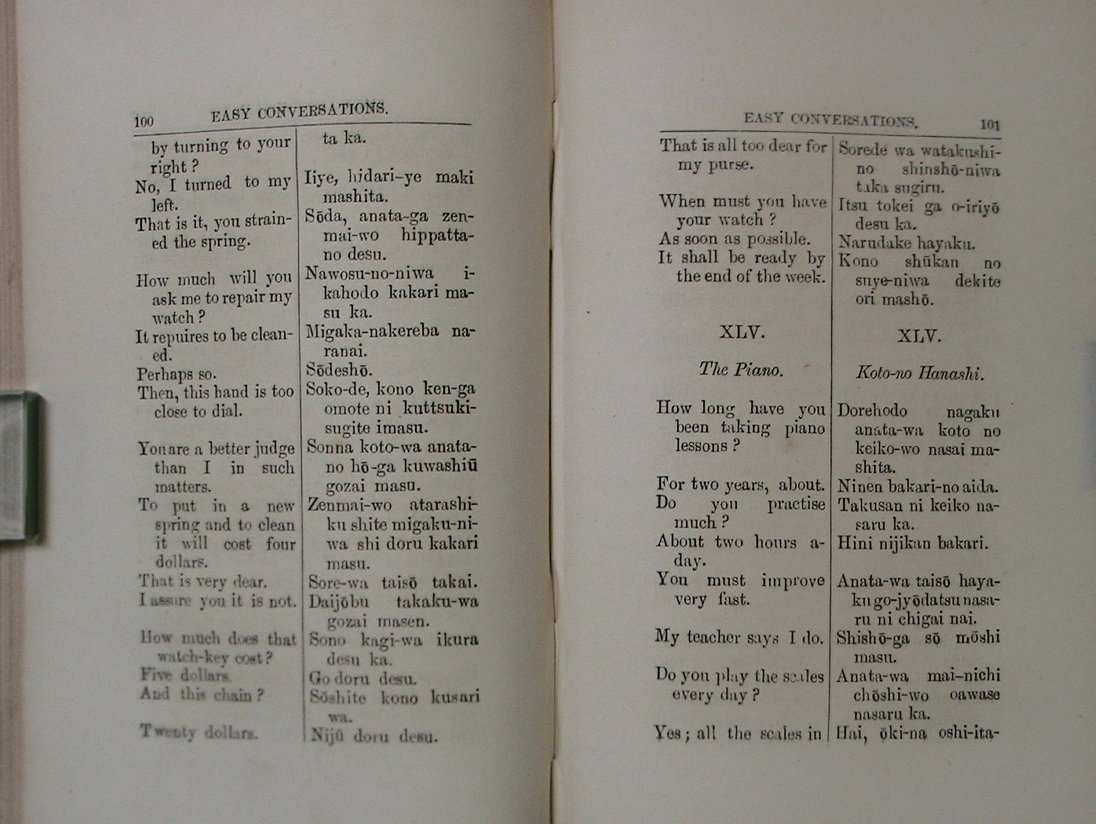 100 EASY CONVERSATIONS.
by turning to your
right ?
No, I turned to my
left.
That is it, you strain-
ed the spring.
How much will you
ask me to repair my
watch ?
It repuires to be clean-
ed.
Perhaps so.
Then, this hand is too
close to dial.
You are a better judge
than I in such
matters.
To put in a new
spring and to clean
it will cost four
dollars.
That is very dear.
I assure you it is not.
How much does that
watch-key cost ?
Five dollars.
And this chain ?
Twenty dollars.
ta ka.
Iiye, hidari-ye maki
mashita.
Sōda, anata-ga zen-
mai-wo hippatta-
no desu.
Nawosu-no-niwa i-
kahodo kakari ma-
su ka.
Migaka-nakereba na-
ranai.
Sōdeshō.
Soko-de, kono ken-ga
omote ni kuttsuki-
sugite imasu.
Sonna koto-wa anata-
no hō-ga kuwashiū
gozai masu.
Zenmai-wo atarashi-
ku shite migaku-ni-
wa shi doru kakari
masu.
Sore-wa taisō takai.
Daijōbu takaku-wa
gozai masen.
Sono kagi-wa ikura
desu ka.
Go doru desu.
Sōshite kono kusari
wa.
Nijū doru desu.
EASY CONVERSATIONS. 101
That is all too dear for
my purse.
When must you have
your watch ?
As soon as possible.
It shall be ready by
the end of the week.
XLV.
The Piano.
How long have you
been taking piano
lessons ?
For two years, about.
Do you practise
much ?
About two hours a-
day.
You must improve
very fast.
My teacher says I do.
Do you play the scales
every day ?
Yes ; all the scales in
Sorede wa watakushi-
no shinshō-niwa
taka sugiru.
Itsu tokei ga o-iriyō
desu ka.
Narudake hayaku.
Kono shūkan no
suye-niwa dekite
ori mashō.
XLV.
Koto-no Hanashi.
Dorehodo nagaku
anata-wa koto no
keiko-wo nasai ma-
shita.
Ninen bakari-no aida.
Takusan ni keiko na-
saru ka.
Hini nijikan bakari.
Anata-wa taisō haya-
ku go-jyōdatsu nasa-
ru ni chigai nai.
Shishō-ga sō mōshi
masu.
Anata-wa mai-nichi
chōshi-wo oawase
nasaru ka.
Hai, ōki-na oshi-ita-